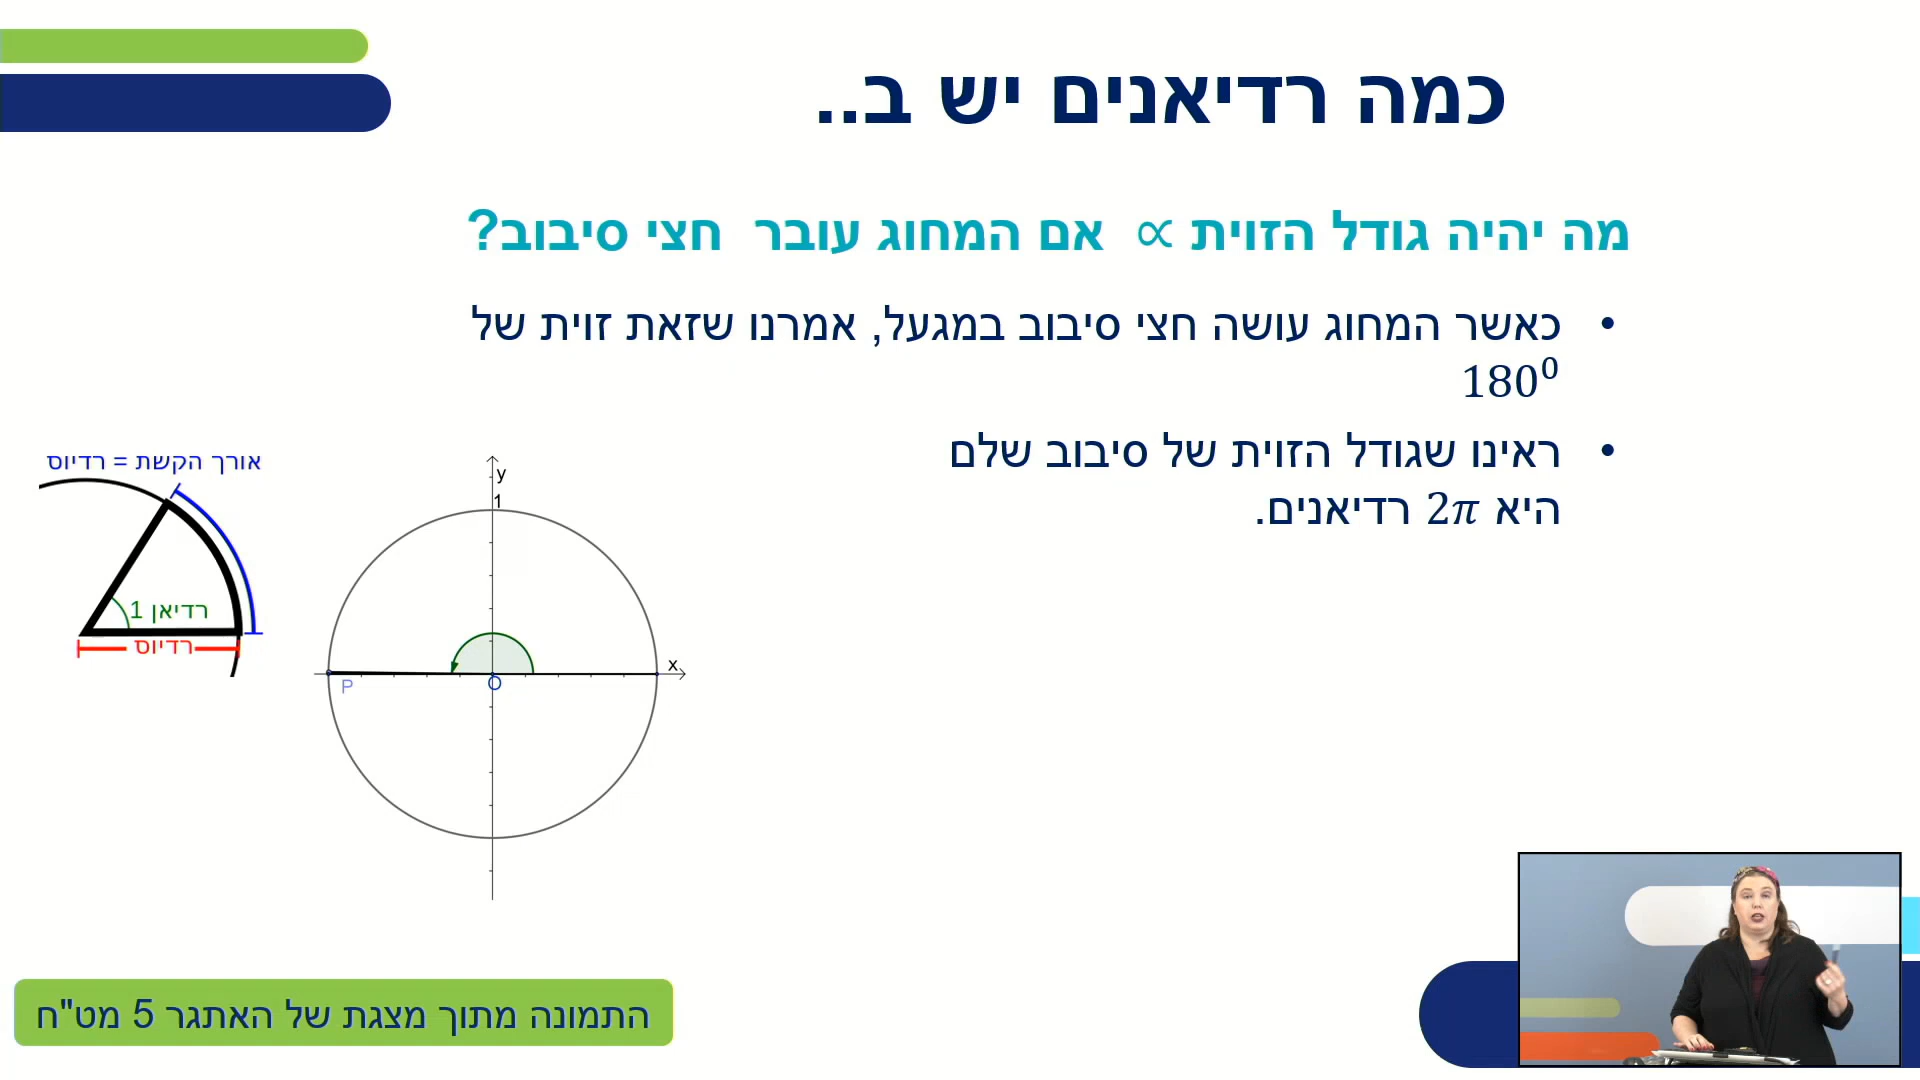 כמה רדיאנים יש ב..
מה יהיה גודל הזוית ∝ אם המחוג עובר חצי סיבוב?
• כאשר המחוג עושה חצי סיבוב במגעל, אמרנו שזאת זוית של
180⁰
• ראינו שגודל הזוית של סיבוב שלם
היא 2π רדיאנים.
אורך הקשת = רדיוס
רדיאן 1
רדיוס
y
1
x
P
O
התמונה מתוך מצגת של האתגר 5 מט"ח